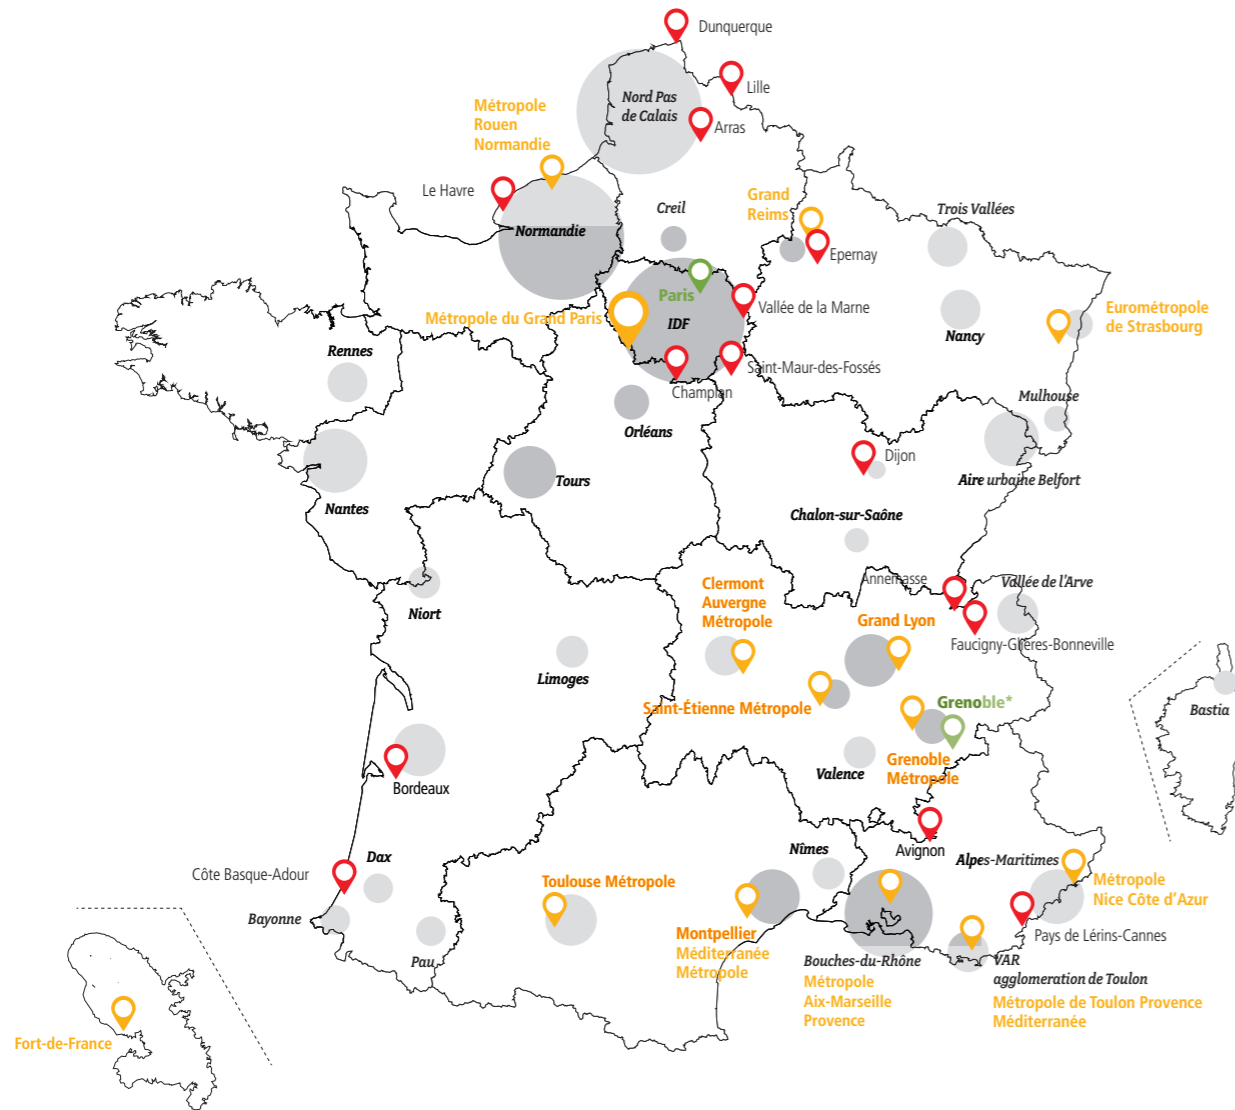 Dunquerque
Lille
Nord Pas
de Calais
Arras
Métropole
Rouen
Normandie
Le Havre
Normandie
Creil
Grand
Reims
Epernay
Trois Vallées
Paris
Métropole du Grand Paris
IDF
Vallée de la Marne
Nancy
Eurométropole
de Strasbourg
Rennes
Champlan
Saint-Maur-des-Fossés
Mulhouse
Orléans
Dijon
Aire urbaine Belfort
Tours
Nantes
Chalon-sur-Saône
Annemasse
Vallée de l'Arve
Niort
Clermont
Auvergne
Métropole
Grand Lyon
Faucigny-Glières-Bonneville
Limoges
Saint-Étienne Métropole
Grenoble*
Bastia
Valence
Grenoble
Métropole
Bordeaux
Avignon
Nîmes
Alpes-Maritimes
Dax
Côte Basque-Adour
Toulouse Métropole
Métropole
Nice Côte d'Azur
Bayonne
Montpellier
Méditerranée
Métropole
Pays de Lérins-Cannes
Pau
Bouches-du-Rhône
Métropole
Aix-Marseille
Provence
VAR
agglomeration de Toulon
Métropole de Toulon Provence
Méditerranée
Fort-de-France